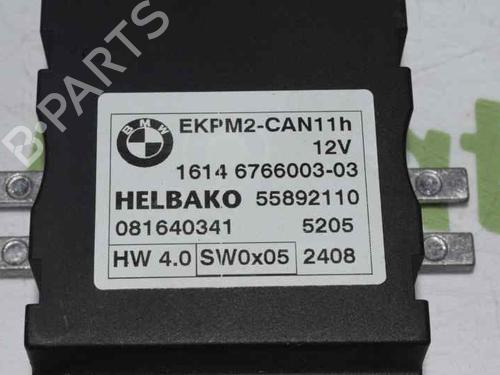 B-PARTS
BMW
EKPM2-CAN11h
12V
1614 6766003-03
HELBAKO 55892110
081640341 5205
HW 4.0 SW0x05 2408